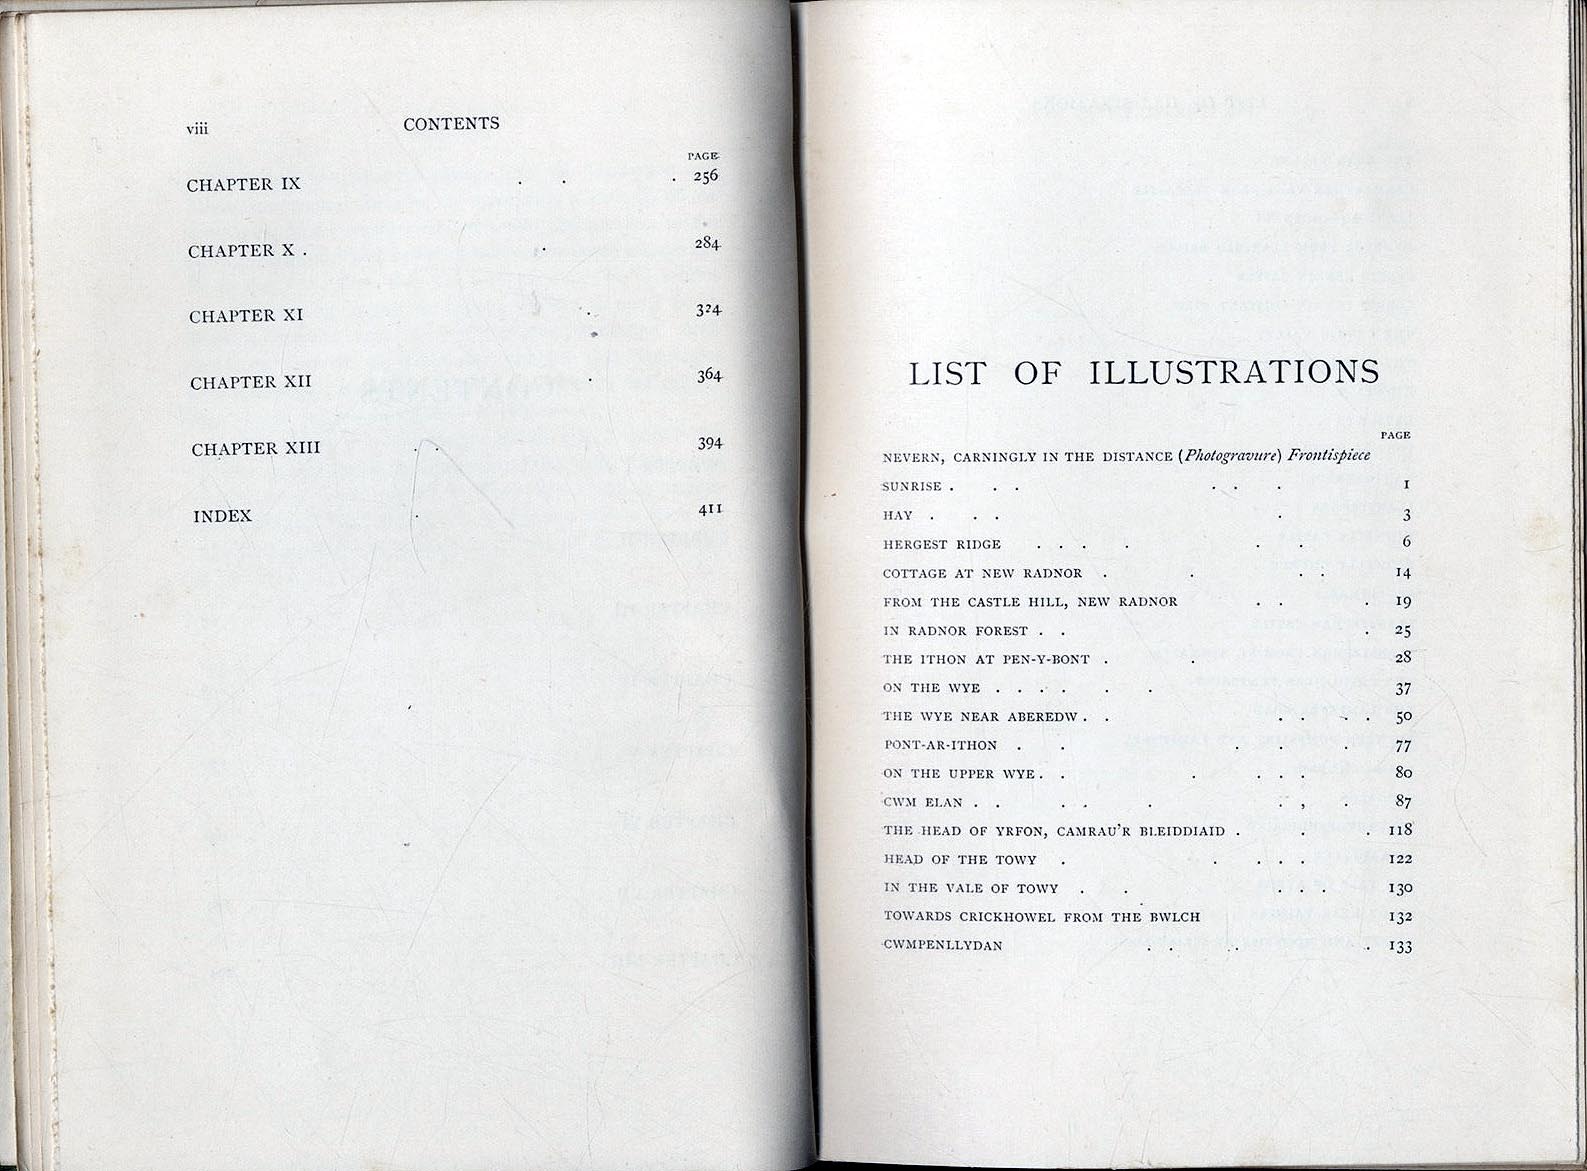 viii CONTENTS
PAGE
CHAPTER IX . . . 256
CHAPTER X . . 284
CHAPTER XI . 324
CHAPTER XII . 364
CHAPTER XIII . . 394
INDEX . 411
LIST OF ILLUSTRATIONS
PAGE
NEVERN, CARNINGLY IN THE DISTANCE (Photogravure) Frontispiece
SUNRISE . . . . . . 1
HAY . . . . 3
HERGEST RIDGE . . . . . . 6
COTTAGE AT NEW RADNOR . . . . 14
FROM THE CASTLE HILL, NEW RADNOR . . . 19
IN RADNOR FOREST . . . 25
THE ITHON AT PEN-Y-BONT . . 28
ON THE WYE . . . . . . 37
THE WYE NEAR ABEREDW . . . . . . 50
PONT-AR-ITHON . . . . . 77
ON THE UPPER WYE . . . . . . 80
CWM ELAN . . . . . . , . 87
THE HEAD OF YRFON, CAMRAU'R BLEIDDIAID . . . 118
HEAD OF THE TOWY . . . . . 122
IN THE VALE OF TOWY . . . . . 130
TOWARDS CRICKHOWEL FROM THE BWLCH 132
CWMPENLLYDAN . . . . . 133